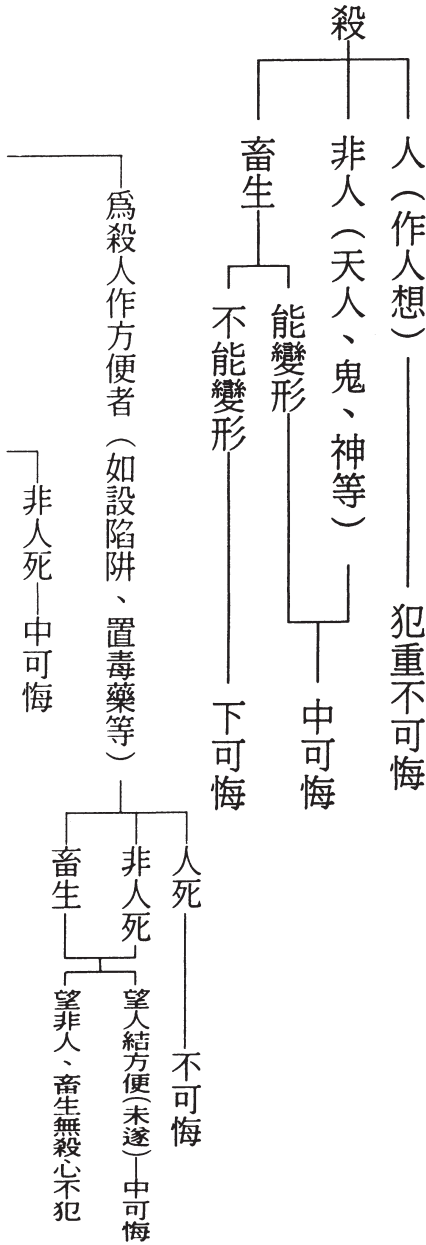 殺
人（作人想）
犯重不可悔
非人（天人、鬼、神等）
中可悔
畜生
能變形
不能變形
下可悔
為殺人作方便者（如設陷阱、置毒藥等）
人死
不可悔
非人死
畜生
望人結方便(未遂)—中可悔
望非人、畜生無殺心不犯
非人死—中可悔